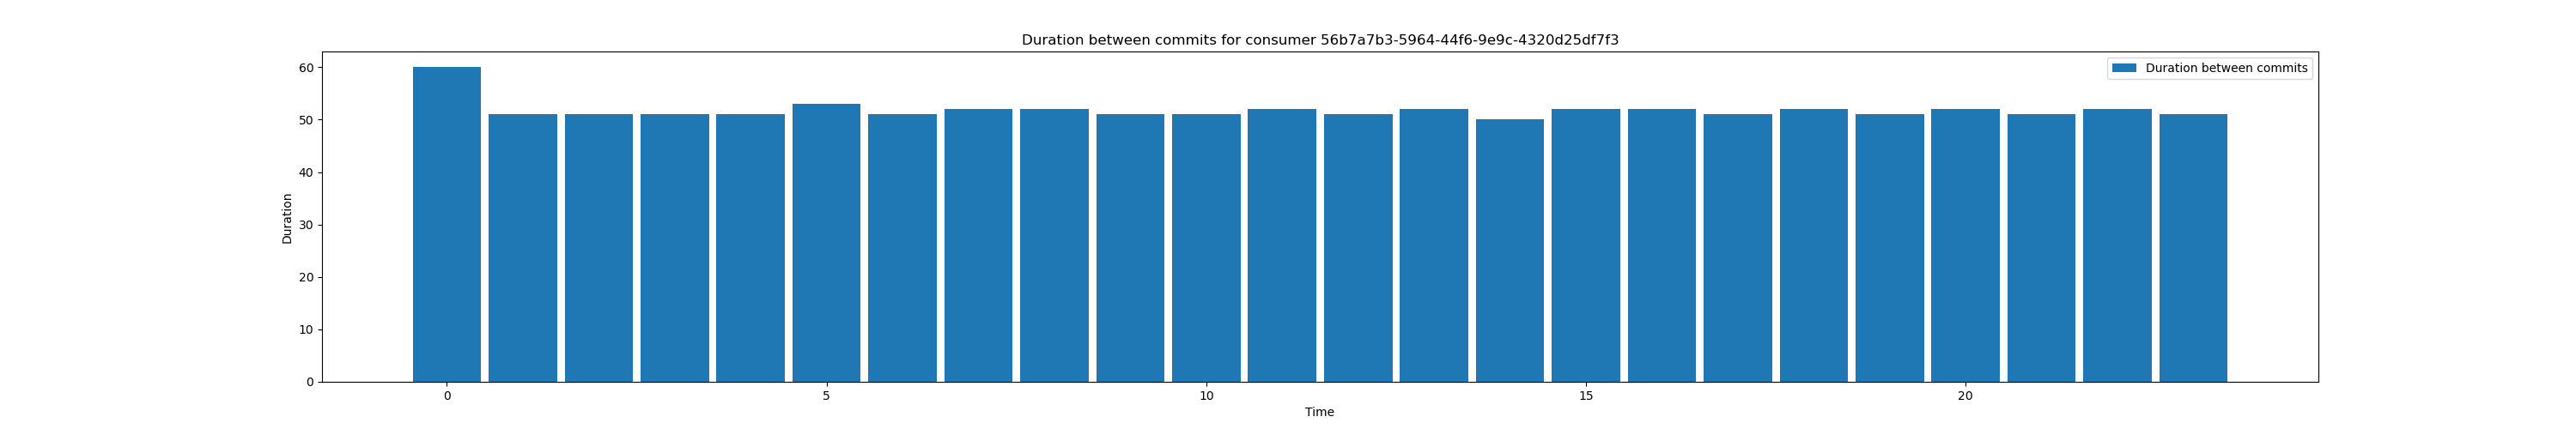 Duration between commits for consumer 56b7a7b3-5964-44f6-9e9c-4320d25df7f3
Duration between commits
60
50
40
30
20
10
0
Duration
0 5 10 15 20
Time